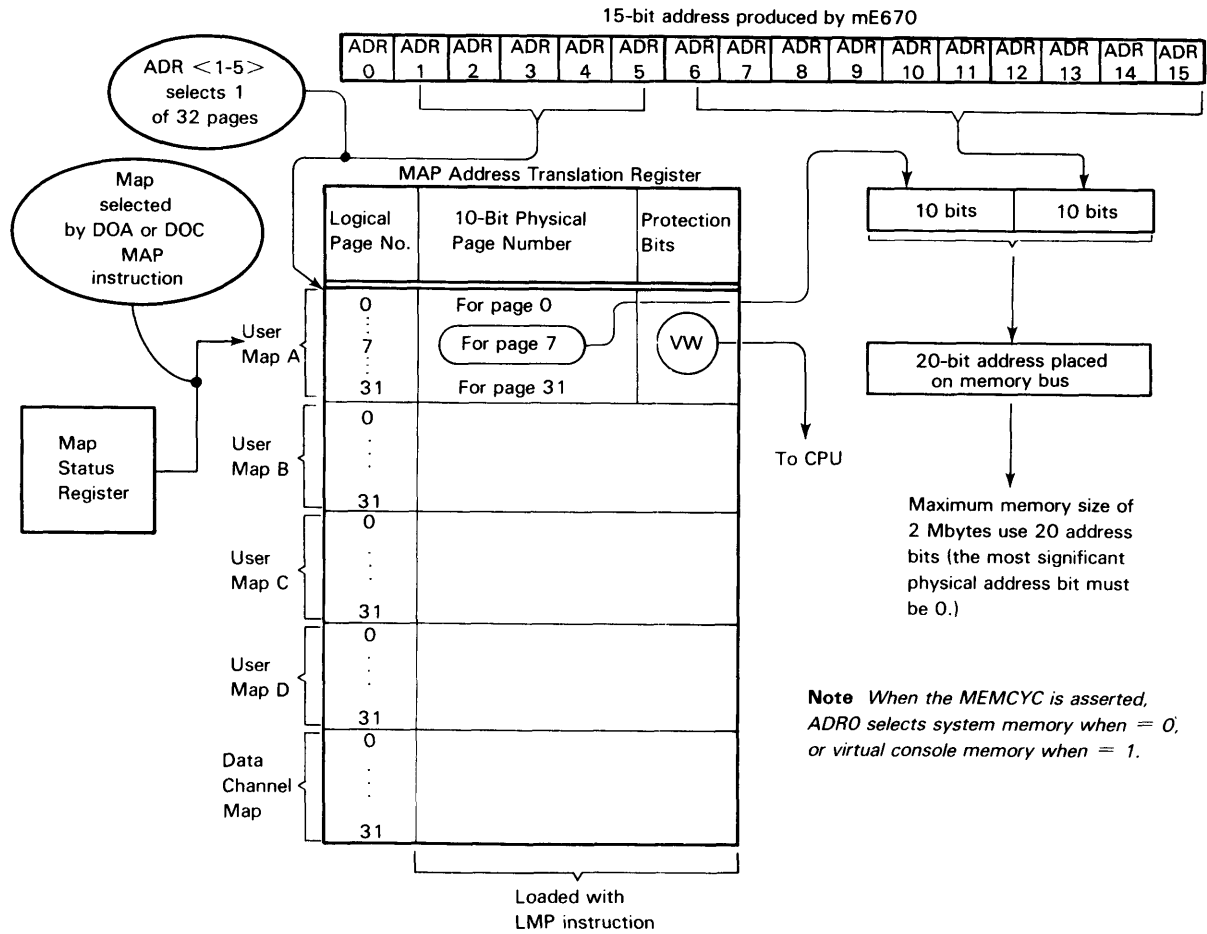 15-bit address produced by mE670
ADR ADR ADR ADR ADR ADR ADR ADR ADR ADR ADR ADR ADR ADR ADR ADR
0 1 2 3 4 5 6 7 8 9 10 11 12 13 14 15
ADR <1-5>
selects 1
of 32 pages
Map
selected
by DOA or DOC
MAP
instruction
MAP Address Translation Register
Logical
Page No.
10-Bit Physical
Page Number
Protection
Bits
10 bits
10 bits
User
Map A
0
7
31
For page 0
For page 7
For page 31
VW
To CPU
20-bit address placed
on memory bus
Map
Status
Register
User
Map B
0
31
User
Map C
0
31
User
Map D
0
31
Data
Channel
Map
0
31
Maximum memory size of
2 Mbytes use 20 address
bits (the most significant
physical address bit must
be 0.)
Note When the MEMCYC is asserted,
ADR0 selects system memory when = 0,
or virtual console memory when = 1.
Loaded with
LMP instruction